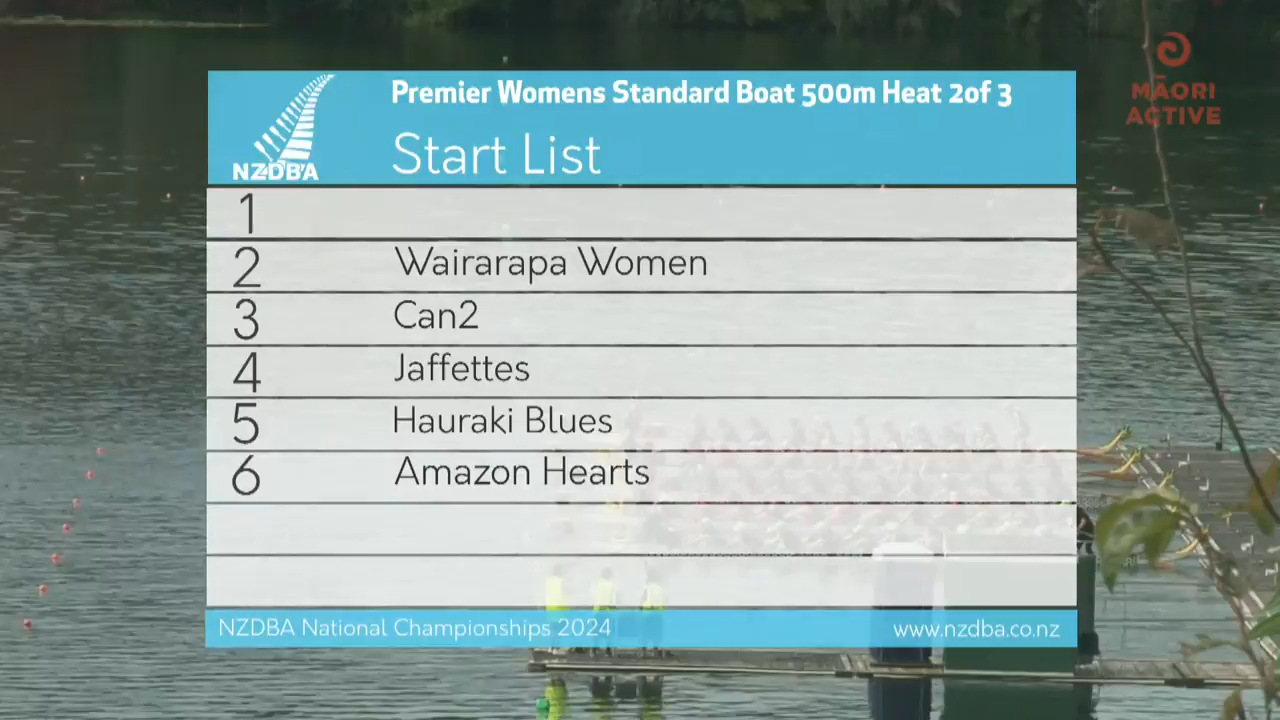 MĀORI
ACTIVE
NZDBA
Premier Womens Standard Boat 500m Heat 2of 3
Start List
1
2 Wairarapa Women
3 Can2
4 Jaffettes
5 Hauraki Blues
6 Amazon Hearts
NZDBA National Championships 2024
www.nzdba.co.nz